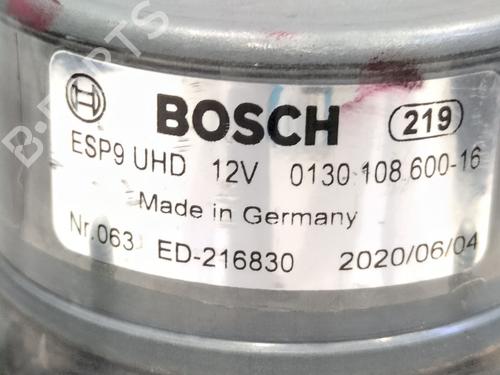 BOSCH 219
ESP9 UHD 12V 0130 108 600-16
Made in Germany
Nr.063 ED-216830 2020/06/04
B-PARTS